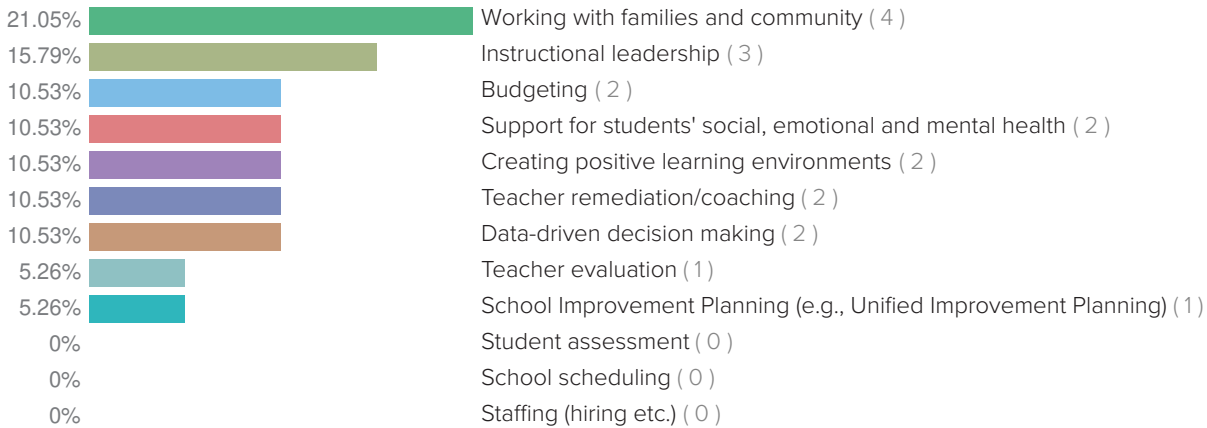 21.05% Working with families and community ( 4 )
15.79% Instructional leadership ( 3 )
10.53% Budgeting ( 2 )
10.53% Support for students' social, emotional and mental health ( 2 )
10.53% Creating positive learning environments ( 2 )
10.53% Teacher remediation/coaching ( 2 )
10.53% Data-driven decision making ( 2 )
5.26% Teacher evaluation ( 1 )
5.26% School Improvement Planning (e.g., Unified Improvement Planning) ( 1 )
0% Student assessment ( 0 )
0% School scheduling ( 0 )
0% Staffing (hiring etc.) ( 0 )